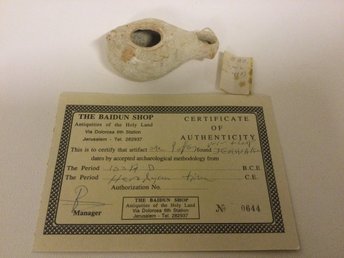 THE BAIDUN SHOP
Antiquities of the Holy Land
Via Dolorosa 6th Station
Jerusalem - Tel. 282937
CERTIFICATE
OF
AUTHENTICITY
This is to certify that artifact found
dates by accepted archaeological methodology from
The Period B.C.E.
The Period time C.E.
Authorization No.
Manager
THE BAIDUN SHOP
Antiquities of the Holy Land
Via Dolorosa 6th Station
Jerusalem - Tel. 282937
No 0644